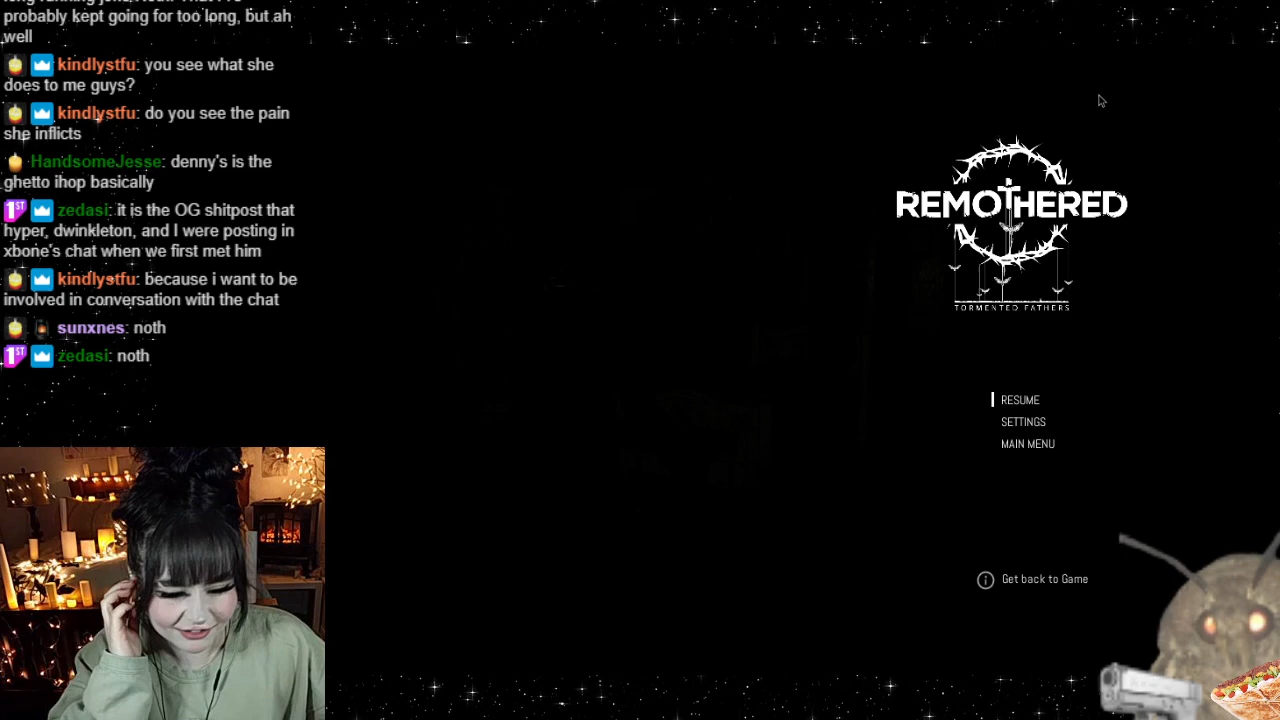 probably kept going for too long, but ah
well
kindlystfu: you see what she
does to me guys?
kindlystfu: do you see the pain
she inflicts
HandsomeJesse: denny's is the
ghetto ihop basically
1ST zedasi: it is the OG shitpost that
hyper, dwinkleton, and I were posting in
xbone's chat when we first met him
kindlystfu: because i want to be
involved in conversation with the chat
sunxnes: noth
1ST zedasi: noth
REMOTHERED
TORMENTED FATHERS
RESUME
SETTINGS
MAIN MENU
Get back to Game